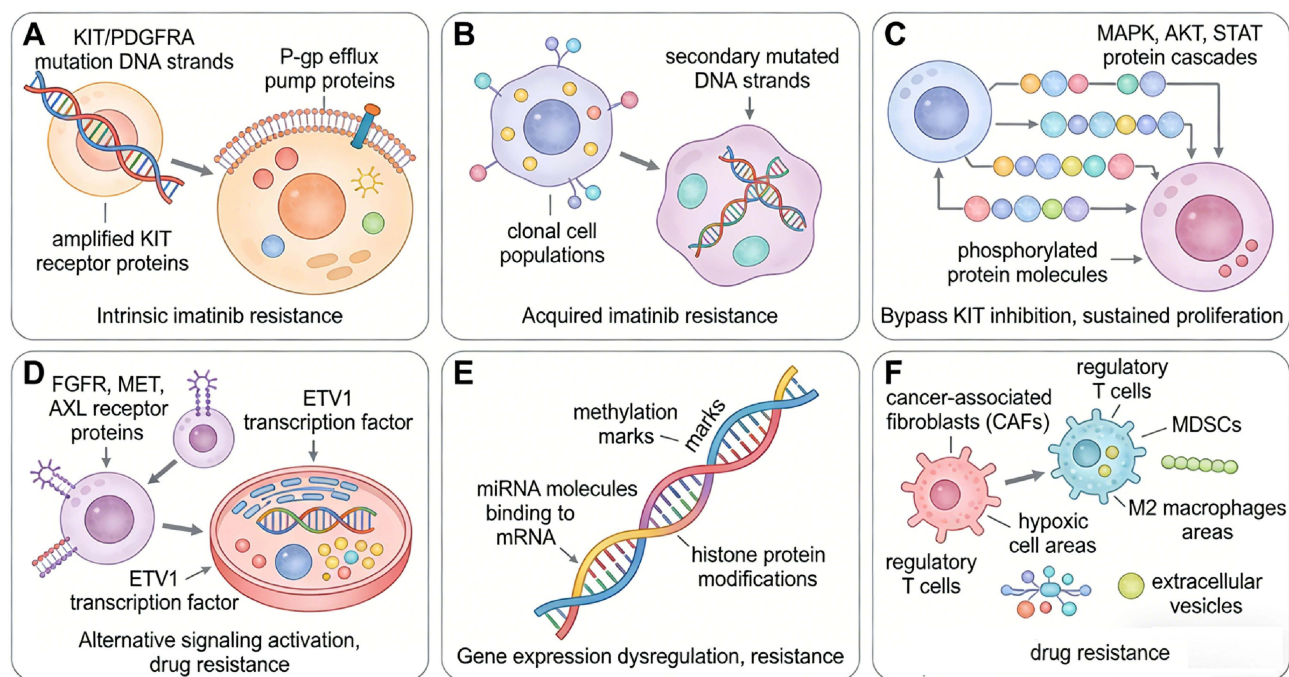 A
KIT/PDGFRA
mutation DNA strands
P-gp efflux
pump proteins
amplified KIT
receptor proteins
Intrinsic imatinib resistance
B
secondary mutated
DNA strands
clonal cell
populations
Acquired imatinib resistance
C
MAPK, AKT, STAT
protein cascades
phosphorylated
protein molecules
Bypass KIT inhibition, sustained proliferation
D
FGFR, MET,
AXL receptor
proteins
ETV1
transcription factor
ETV1
transcription factor
Alternative signaling activation,
drug resistance
E
methylation
marks
marks
miRNA molecules
binding to
mRNA
histone protein
modifications
Gene expression dysregulation, resistance
F
cancer-associated
fibroblasts (CAFs)
regulatory
T cells
MDSCs
M2 macrophages
areas
hypoxic
cell areas
regulatory
T cells
extracellular
vesicles
drug resistance